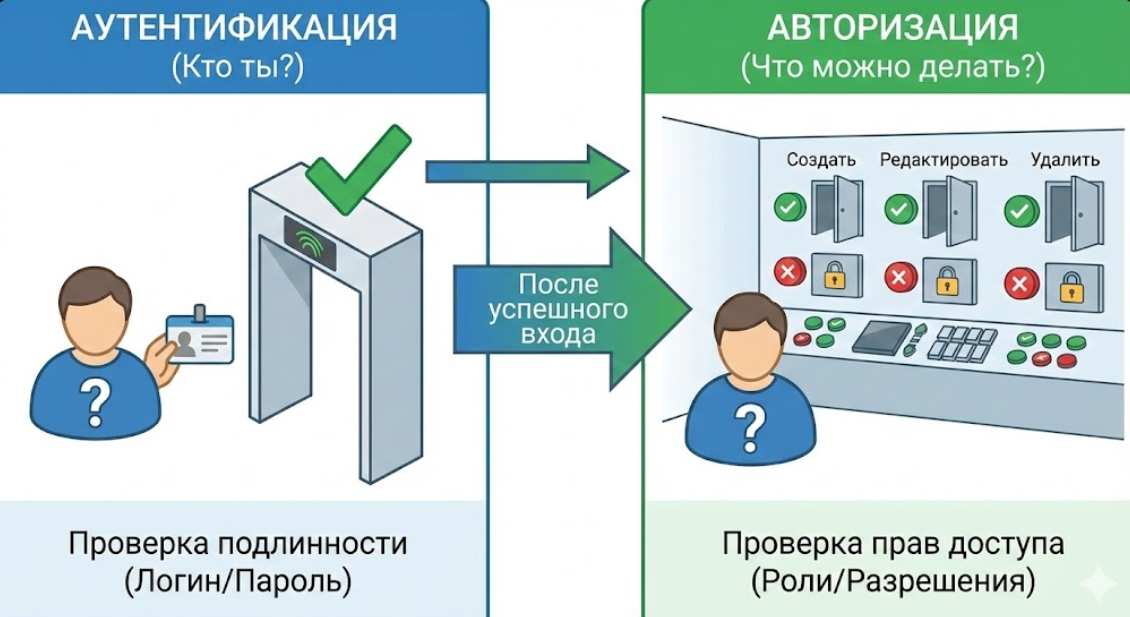 АУТЕНТИФИКАЦИЯ
(Кто ты?)
?
Проверка подлинности
(Логин/Пароль)
После
успешного
входа
АВТОРИЗАЦИЯ
(Что можно делать?)
Создать Редактировать Удалить
?
Проверка прав доступа
(Роли/Разрешения)